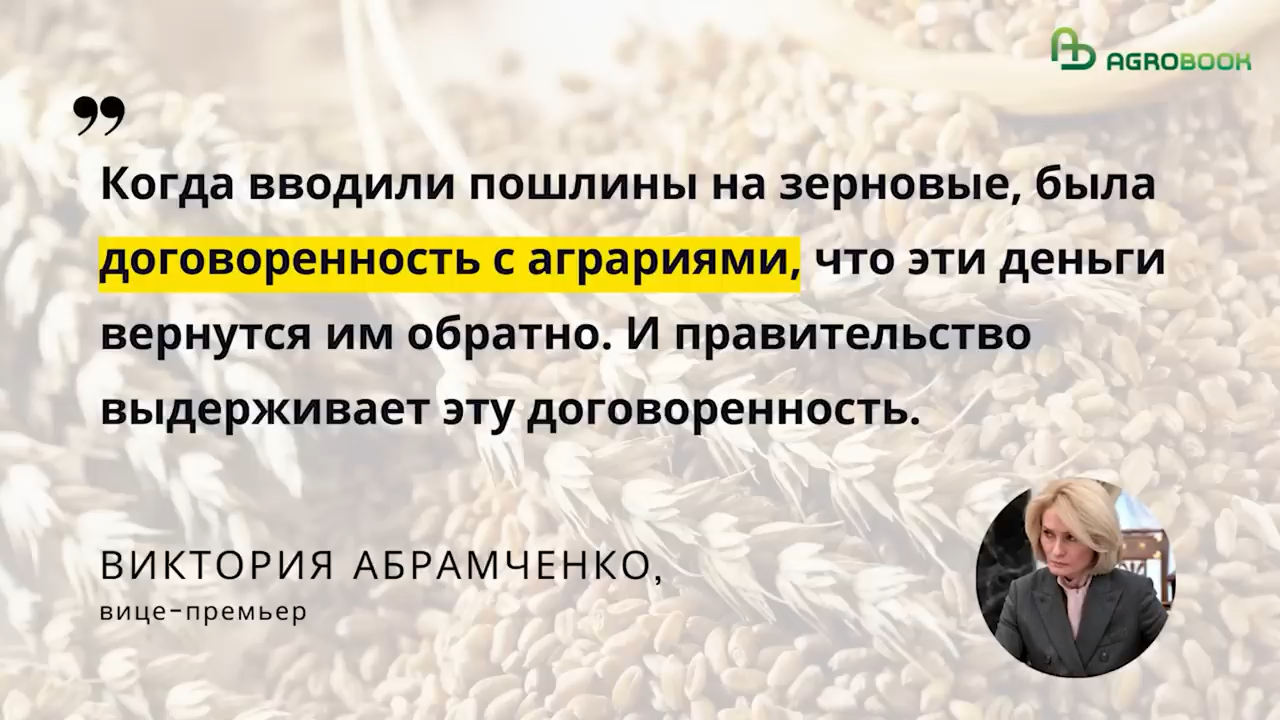 AGROBOOK
”
Когда вводили пошлины на зерновые, была
договоренность с аграриями, что эти деньги
вернутся им обратно. И правительство
выдерживает эту договоренность.
ВИКТОРИЯ АБРАМЧЕНКО,
вице-премьер